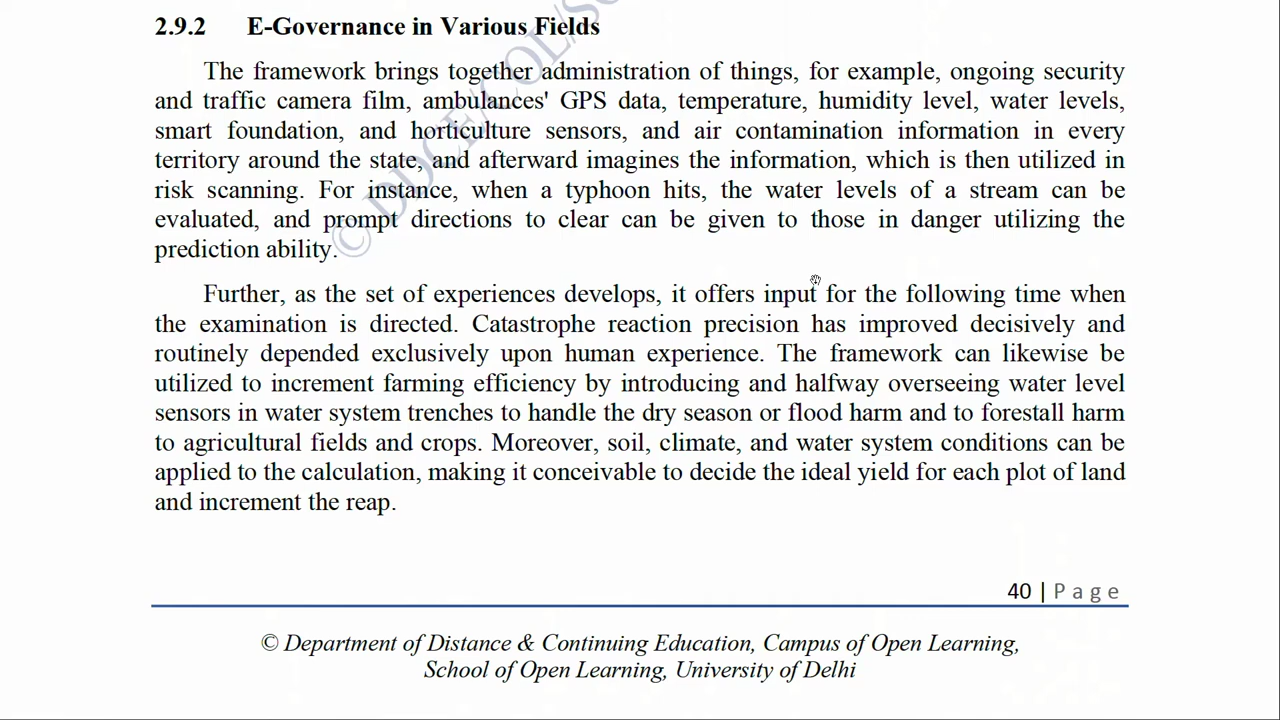 2.9.2 E-Governance in Various Fields
The framework brings together administration of things, for example, ongoing security
and traffic camera film, ambulances' GPS data, temperature, humidity level, water levels,
smart foundation, and horticulture sensors, and air contamination information in every
territory around the state, and afterward imagines the information, which is then utilized in
risk scanning. For instance, when a typhoon hits, the water levels of a stream can be
evaluated, and prompt directions to clear can be given to those in danger utilizing the
prediction ability.
Further, as the set of experiences develops, it offers input for the following time when
the examination is directed. Catastrophe reaction precision has improved decisively and
routinely depended exclusively upon human experience. The framework can likewise be
utilized to increment farming efficiency by introducing and halfway overseeing water level
sensors in water system trenches to handle the dry season or flood harm and to forestall harm
to agricultural fields and crops. Moreover, soil, climate, and water system conditions can be
applied to the calculation, making it conceivable to decide the ideal yield for each plot of land
and increment the reap.
40 | Page
© Department of Distance & Continuing Education, Campus of Open Learning,
School of Open Learning, University of Delhi
© DDCE/COL/SO